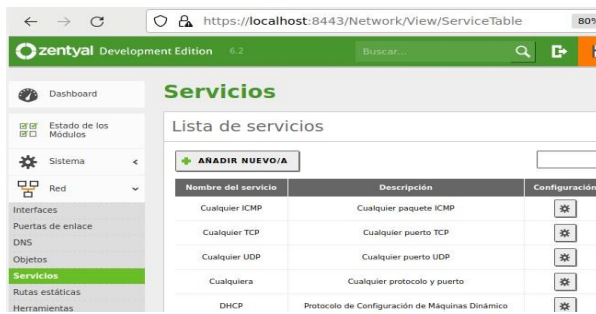 https://localhost:8443/Network/View/ServiceTable 80%
zentyal Development Edition 6.2 Buscar...
Dashboard
Estado de los
Módulos
Sistema
Red
Interfaces
Puertas de enlace
DNS
Objetos
Servicios
Rutas estáticas
Herramientas
Servicios
Lista de servicios
AÑADIR NUEVO/A
Nombre del servicio Descripción Configuración
Cualquier ICMP Cualquier paquete ICMP
Cualquier TCP Cualquier puerto TCP
Cualquier UDP Cualquier puerto UDP
Cualquiera Cualquier protocolo y puerto
DHCP Protocolo de Configuración de Máquinas Dinámico